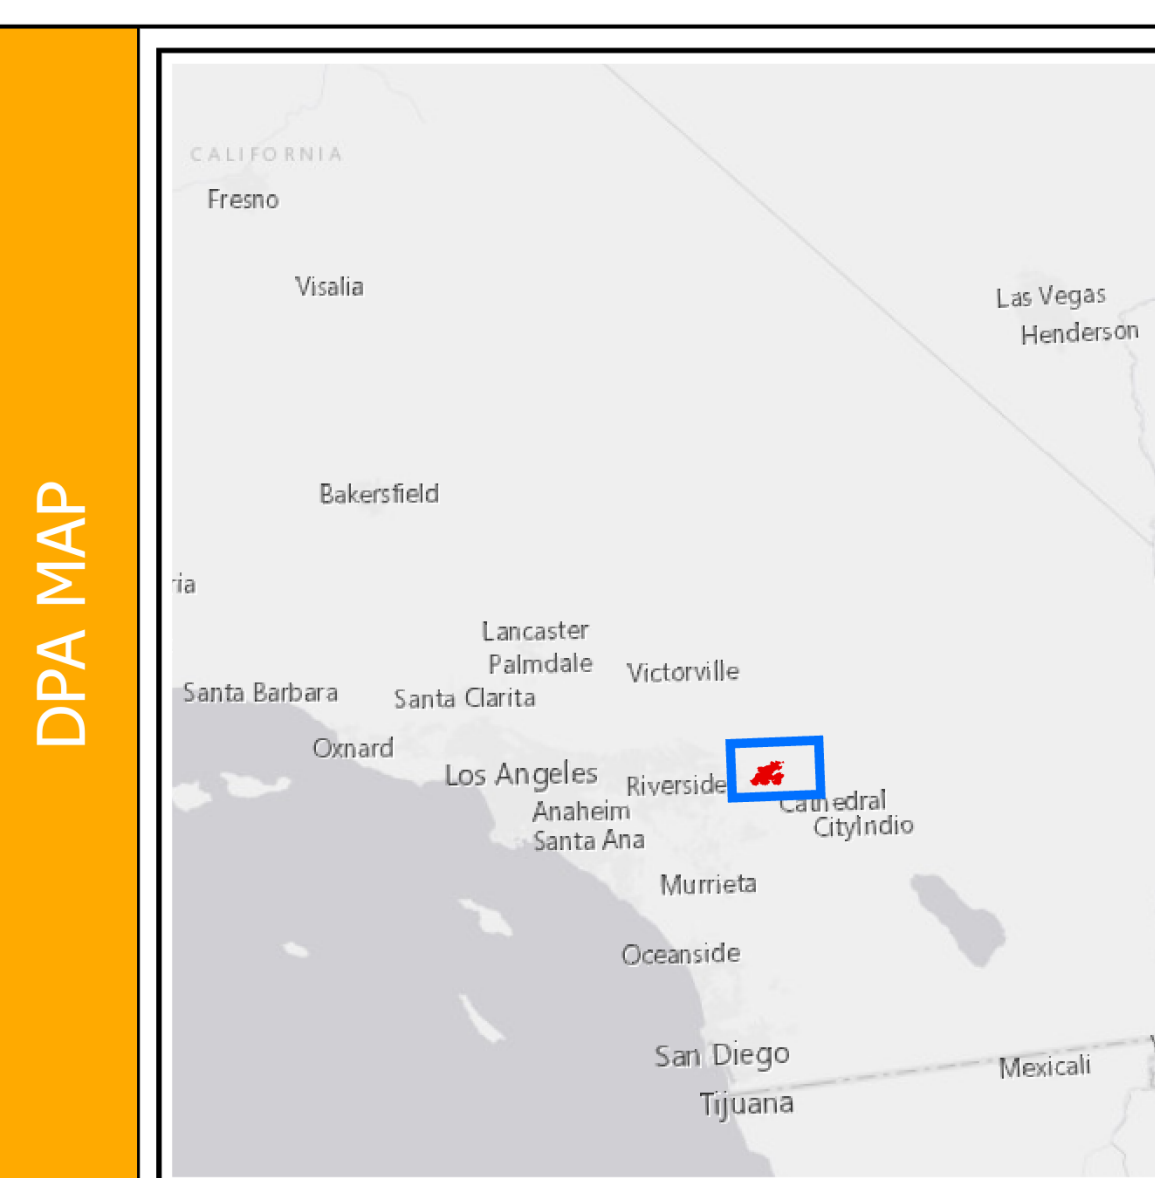 DPA MAP
CALIFORNIA
Fresno
Visalia
Las Vegas
Henderson
Bakersfield
ria
Lancaster
Palmdale
Victorville
Santa Barbara
Santa Clarita
Oxnard
Los Angeles
Riverside
Anaheim
Cathedral
CityIndio
Santa Ana
Murrieta
Oceanside
San Diego
Mexicali
Tijuana